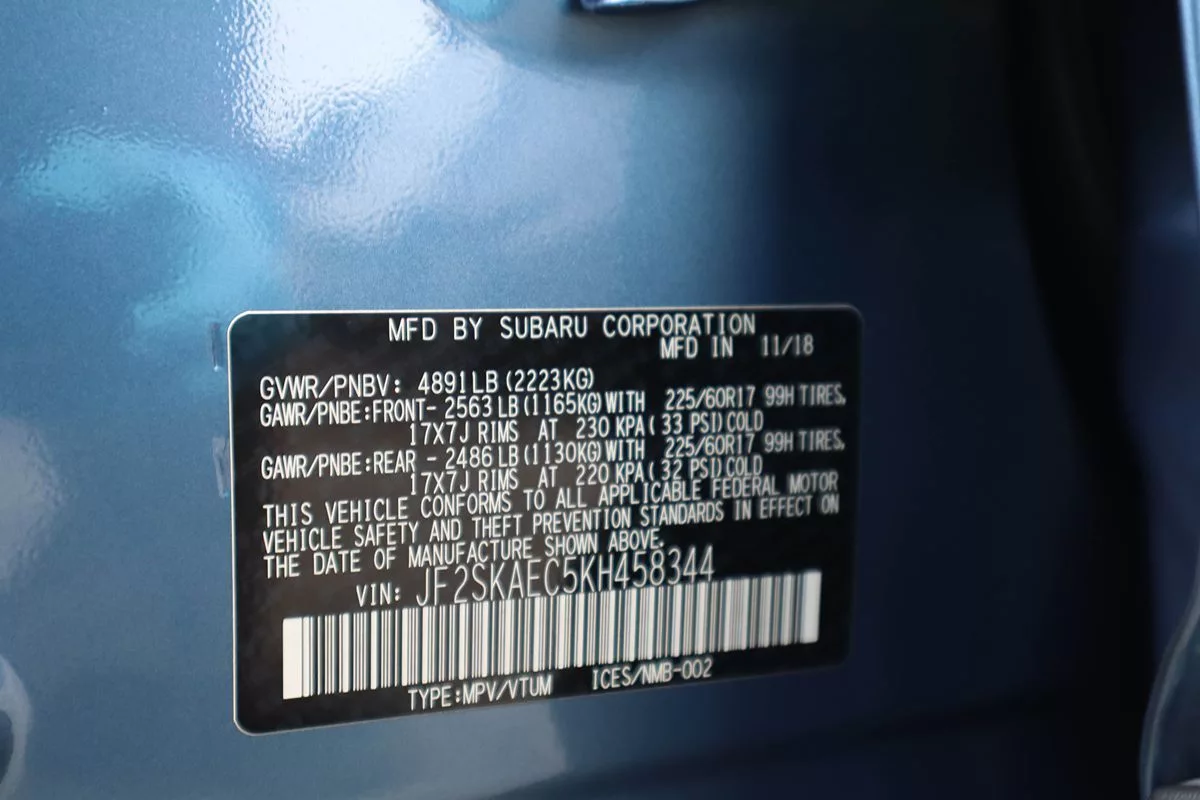 MFD BY SUBARU CORPORATION
MFD IN 11/18
GVWR/PNBV: 4891LB(2223KG)
GAWR/PNBE:FRONT- 2563LB(1165KG)WITH 225/60R17 99H TIRES,
17X7J RIMS AT 230 KPA( 33 PSI)COLD
GAWR/PNBE:REAR - 2486LB(1130KG)WITH 225/60R17 99H TIRES,
17X7J RIMS AT 220 KPA( 32 PSI)COLD
THIS VEHICLE CONFORMS TO ALL APPLICABLE FEDERAL MOTOR
VEHICLE SAFETY AND THEFT PREVENTION STANDARDS IN EFFECT ON
THE DATE OF MANUFACTURE SHOWN ABOVE.
VIN: JF2SKAEC5KH458344
TYPE:MPV/VTUM ICES/NMB-002